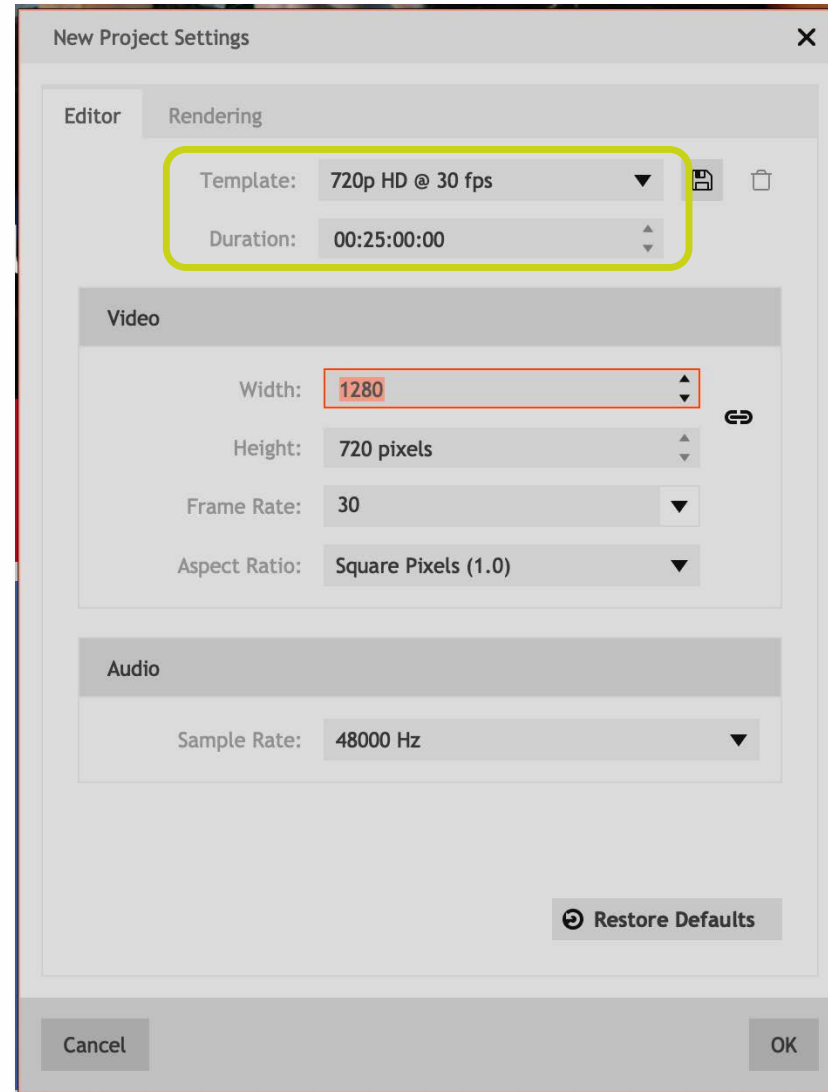 New Project Settings
Editor Rendering
Template: 720p HD @ 30 fps
Duration: 00:25:00:00
Video
Width: 1280
Height: 720 pixels
Frame Rate: 30
Aspect Ratio: Square Pixels (1.0)
Audio
Sample Rate: 48000 Hz
Restore Defaults
Cancel OK